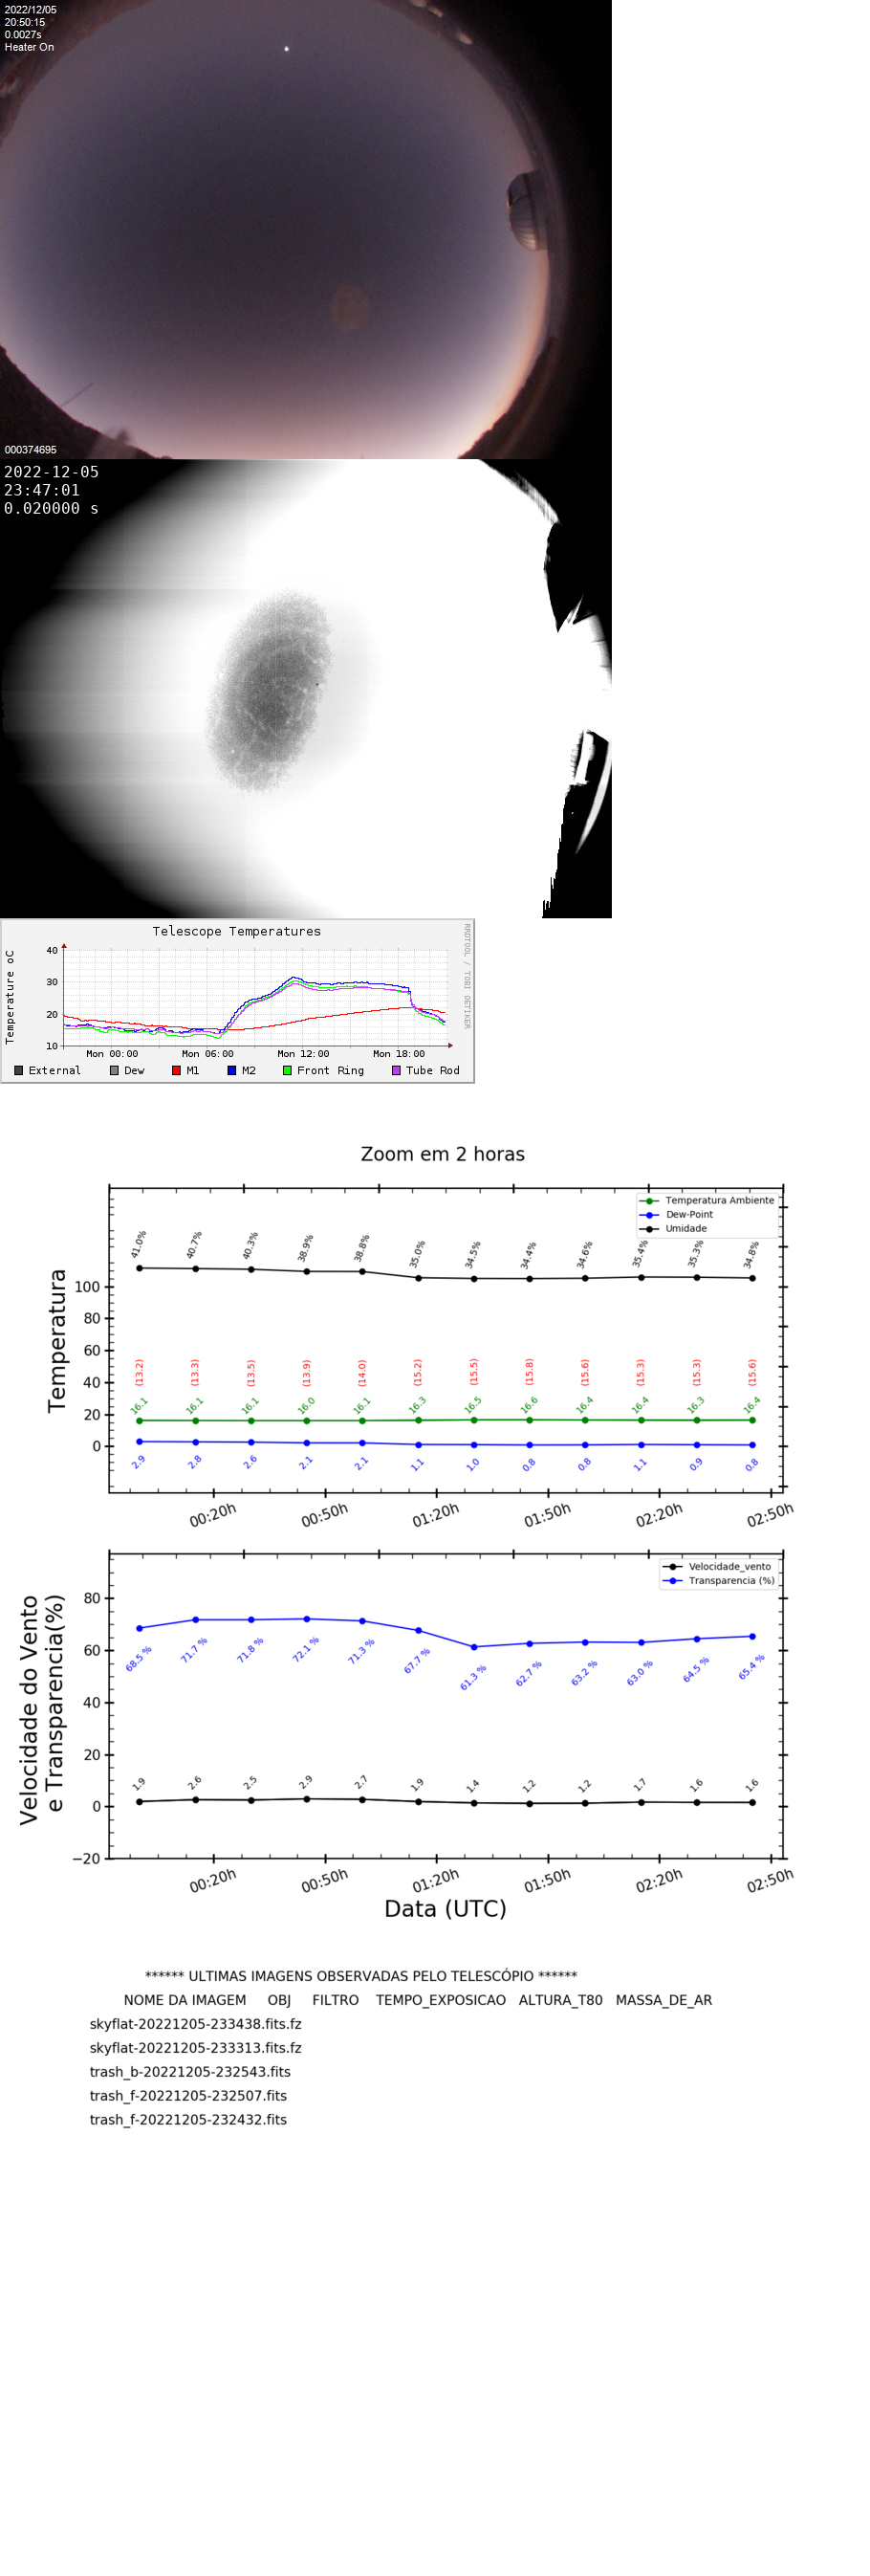 2022/12/05
20:50:15
0.0027s
Heater On
000374695
2022-12-05
23:47:01
0.020000 s
Telescope Temperatures
RRDTOOL / TOBI OETIKER
Temperature oC
40
30
20
10
Mon 00:00 Mon 06:00 Mon 12:00 Mon 18:00
External Dew M1 M2 Front Ring Tube Rod
Zoom em 2 horas
Temperatura Ambiente
Dew-Point
Umidade
Temperatura
100
80
60
40
20
0
41.0% 40.7% 40.3% 38.9% 38.8% 35.0% 34.5% 34.4% 34.6% 35.4% 35.3% 34.8%
(13.2) (13.3) (13.5) (13.9) (14.0) (15.2) (15.5) (15.8) (15.6) (15.3) (15.3) (15.6)
16.1 16.1 16.1 16.0 16.1 16.3 16.5 16.6 16.4 16.4 16.3 16.4
2.9 2.8 2.6 2.1 2.1 1.1 1.0 0.8 0.8 1.1 0.9 0.8
00:20h 00:50h 01:20h 01:50h 02:20h 02:50h
Velocidade_vento
Transparencia (%)
Velocidade do Vento
e Transparencia(%)
80
60
40
20
0
−20
68.5 % 71.7 % 71.8 % 72.1 % 71.3 % 67.7 % 61.3 % 62.7 % 63.2 % 63.0 % 64.5 % 65.4 %
1.9 2.6 2.5 2.9 2.7 1.9 1.4 1.2 1.2 1.7 1.6 1.6
00:20h 00:50h 01:20h 01:50h 02:20h 02:50h
Data (UTC)
****** ULTIMAS IMAGENS OBSERVADAS PELO TELESCÓPIO ******
NOME DA IMAGEM OBJ FILTRO TEMPO_EXPOSICAO ALTURA_T80 MASSA_DE_AR
skyflat-20221205-233438.fits.fz
skyflat-20221205-233313.fits.fz
trash_b-20221205-232543.fits
trash_f-20221205-232507.fits
trash_f-20221205-232432.fits